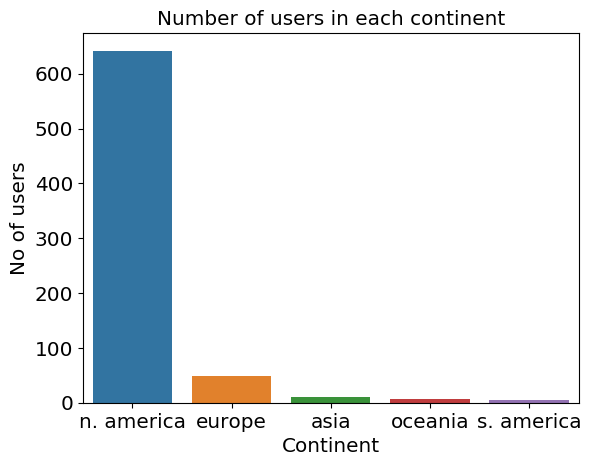 Number of users in each continent
No of users
600
500
400
300
200
100
0
n. america europe asia oceania s. america
Continent